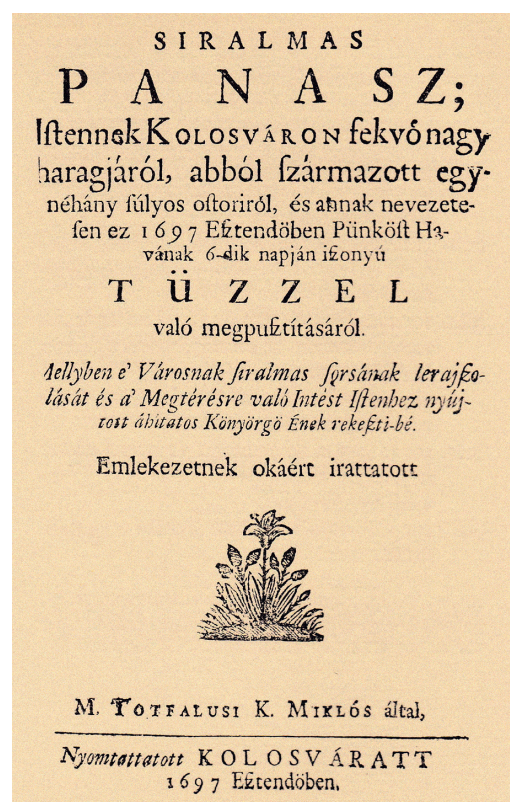 SIRALMAS
PANASZ;
Iſtennek KOLOSVÁRON fekvő nagy
haragjáról, abból ſzármazott egy-
néhány ſúlyos oſtoriról, és annak nevezete-
ſen ez 1697 Eſztendöben Pünköſt Ha-
vának 6-dik napján iſzonyú
TÜZZEL
való megpuſztításáról.
Mellyben e' Városnak ſiralmas ſorsának lerajzo-
lását és a' Megtérésre való Intést Iſtenhez nyúj-
tott áhitatos Könyörgö Ének rekeſzti-bé.
Emlekezetnek okáért irattatott
M. TOTFALUSI K. MIKLÓS által,
Nyomtattatott KOLOSVÁRATT
1697 Eſztendöben.